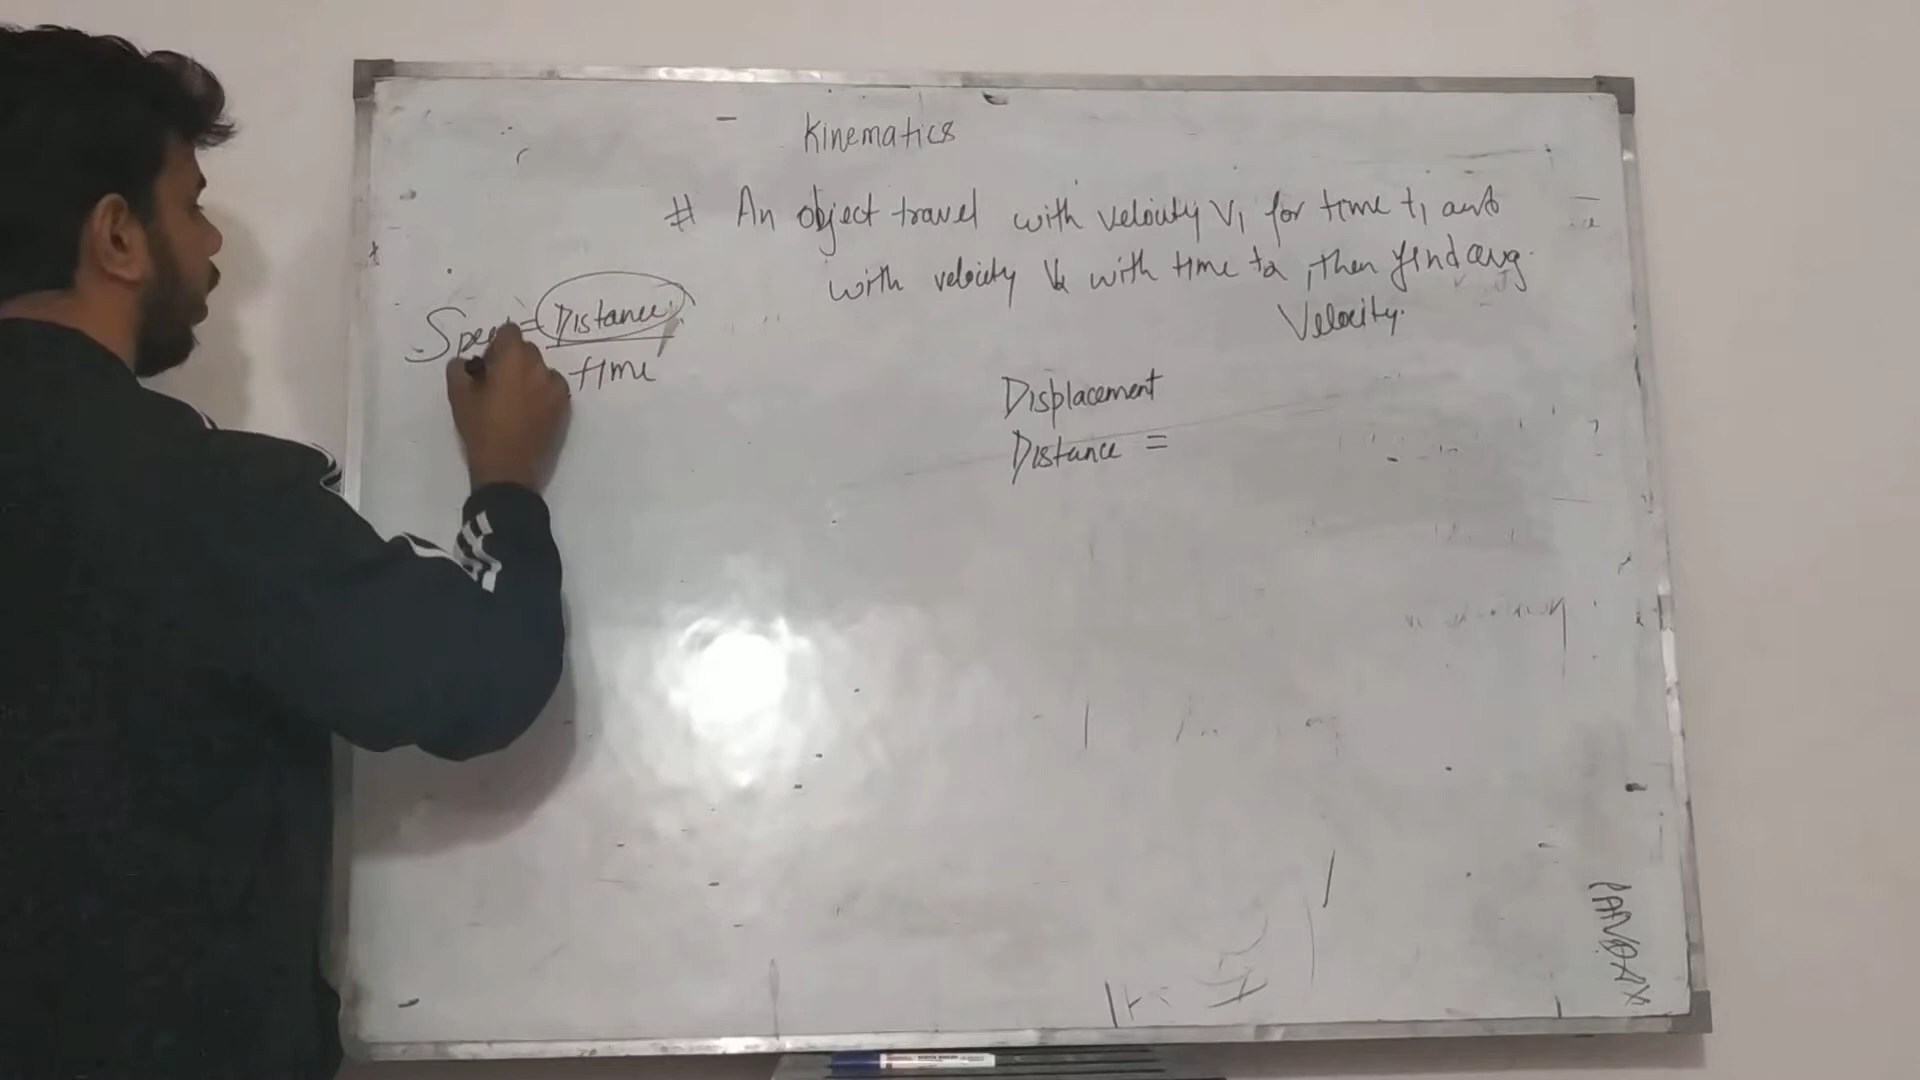 Kinematics
# An object travel with velocity V1 for time t1 and
with velocity V2 with time t2, then find avg.
Velocity.
Speed = Distance
time
Displacement
Distance =
PANDAX